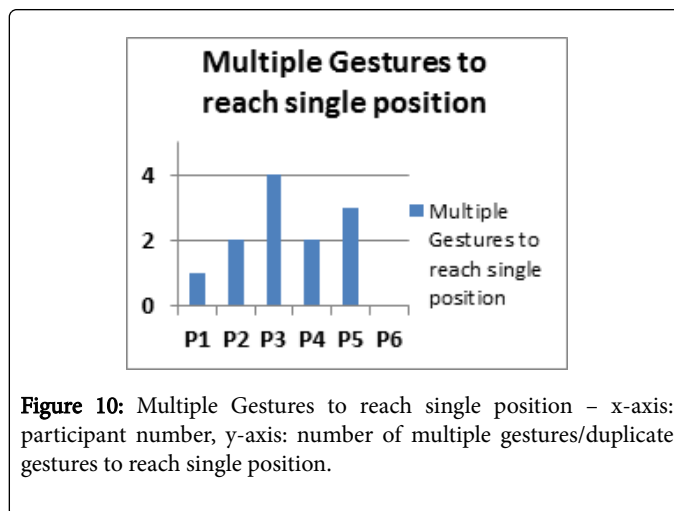 Multiple Gestures to
reach single position
4
2
0
P1 P2 P3 P4 P5 P6
Multiple
Gestures to
reach single
position
Figure 10: Multiple Gestures to reach single position – x-axis:
participant number, y-axis: number of multiple gestures/duplicate
gestures to reach single position.